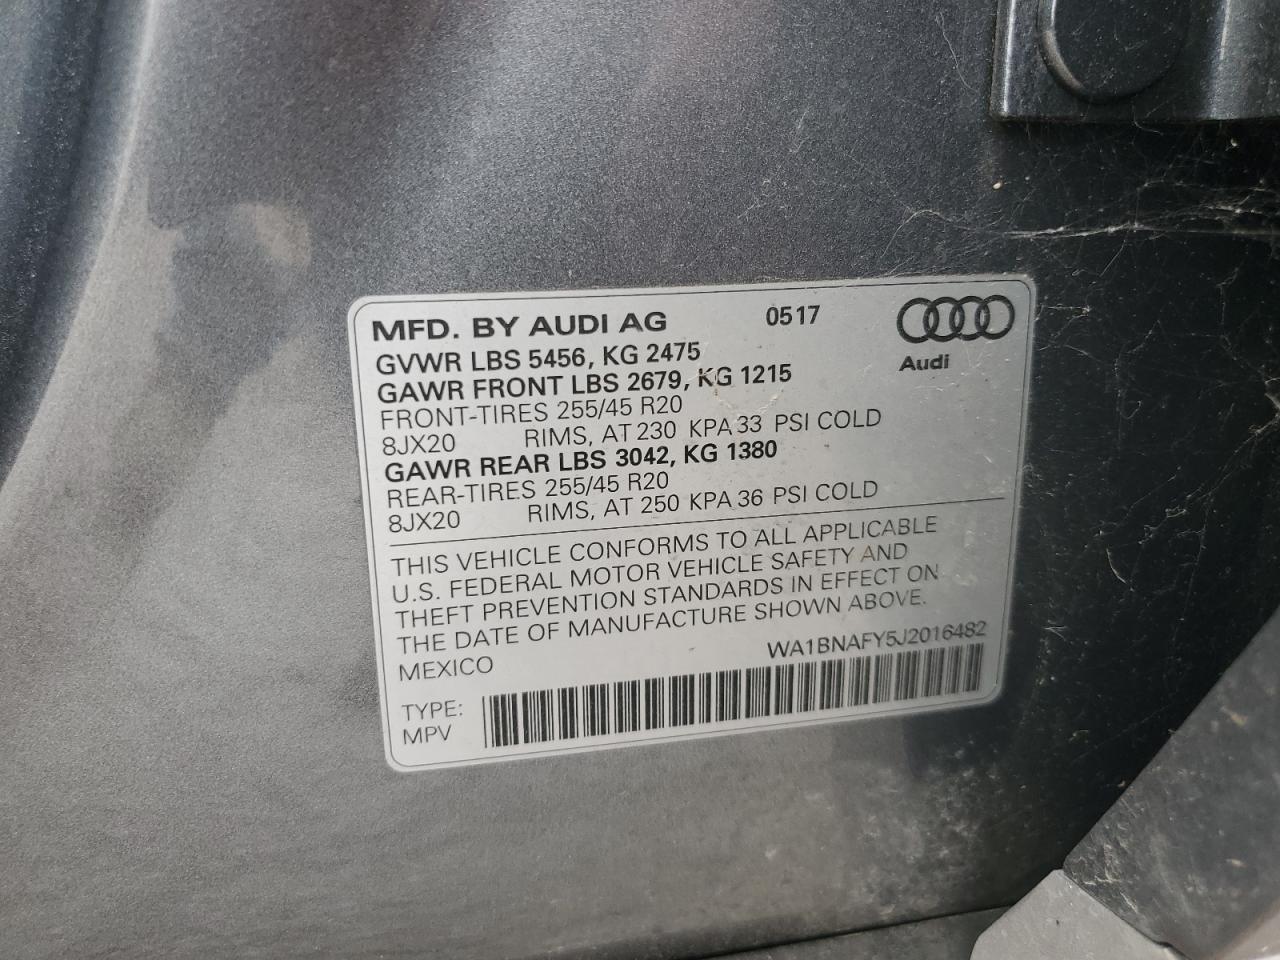 MFD. BY AUDI AG 0517
Audi
GVWR LBS 5456, KG 2475
GAWR FRONT LBS 2679, KG 1215
FRONT-TIRES 255/45 R20
8JX20 RIMS, AT 230 KPA 33 PSI COLD
GAWR REAR LBS 3042, KG 1380
REAR-TIRES 255/45 R20
8JX20 RIMS, AT 250 KPA 36 PSI COLD
THIS VEHICLE CONFORMS TO ALL APPLICABLE
U.S. FEDERAL MOTOR VEHICLE SAFETY AND
THEFT PREVENTION STANDARDS IN EFFECT ON
THE DATE OF MANUFACTURE SHOWN ABOVE.
MEXICO WA1BNAFY5J2016482
TYPE:
MPV